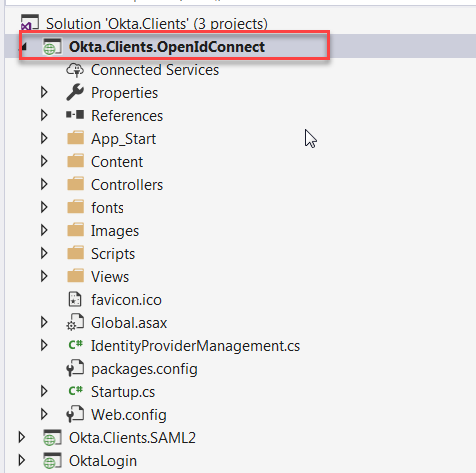 Solution 'Okta.Clients' (3 projects)
Okta.Clients.OpenIdConnect
Connected Services
Properties
References
App_Start
Content
Controllers
fonts
Images
Scripts
Views
favicon.ico
Global.asax
C# IdentityProviderManagement.cs
packages.config
C# Startup.cs
Web.config
Okta.Clients.SAML2
OktaLogin